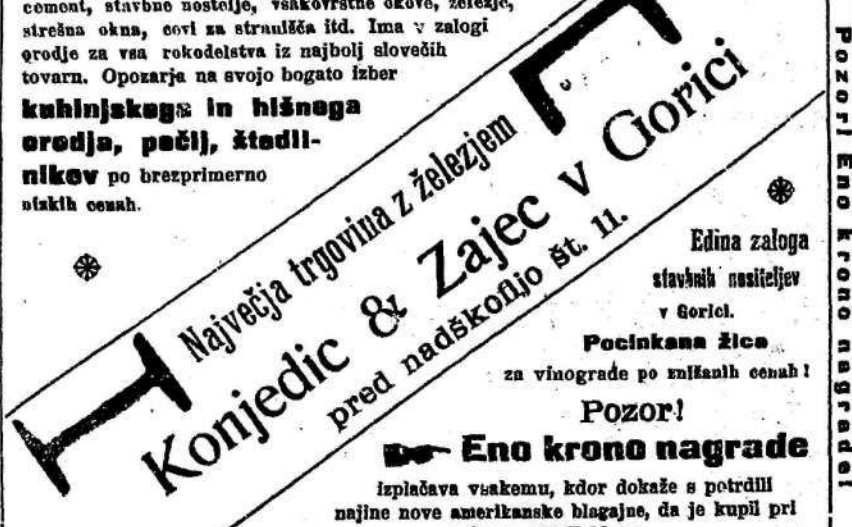 cement, stavbne nosteljo, vsakovrstne okove, železje,
strešna okna, covi za stranišča itd. Ima v zalogi
orodje za vsa rokodelstva iz najbolj slovečih
tovarn. Opozarja na svojo bogato izber
kuhinjskega in hišnega
orodja, pečij, štedil-
nikov po brezprimerno
nizkih cenah.
Največja trgovina z železjem
Konjedic & Zajec v Gorici
pred nadškofijo št. 11.
Edina zaloga
stavbnih nositeljev
v Gorici.
Pocinkana žica
za vinograde po znižanih cenah!
Pozor!
Eno krono nagrade
izplačava vsakemu, kdor dokaže s potrdili
najine nove amerikanske blagajne, da je kupil pri
Pozor! Eno krono nagrade!